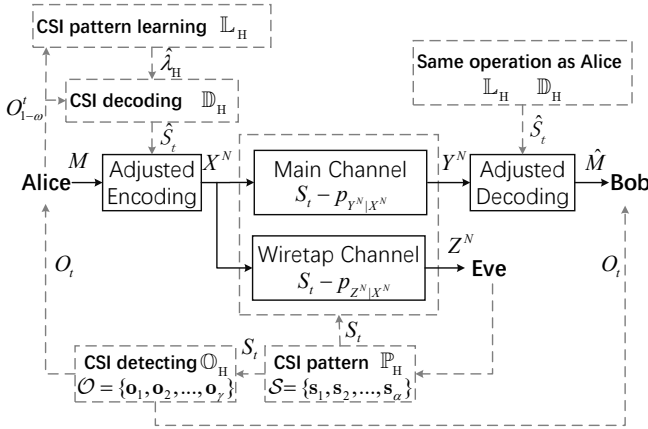 CSI pattern learning 𝕃_H
λ̂_H
Same operation as Alice
𝕃_H 𝔻_H
O^t_{1-ω}
CSI decoding 𝔻_H
Ŝ_t
Ŝ_t
Alice
M
Adjusted
Encoding
X^N
Main Channel
S_t − p_{Y^N|X^N}
Y^N
Adjusted
Decoding
M̂
Bob
Wiretap Channel
S_t − p_{Z^N|X^N}
Z^N
Eve
O_t
O_t
S_t
CSI detecting 𝕆_H
𝒪 = {o_1, o_2, ..., o_γ}
S_t
CSI pattern ℙ_H
𝒮 = {s_1, s_2, ..., s_α}